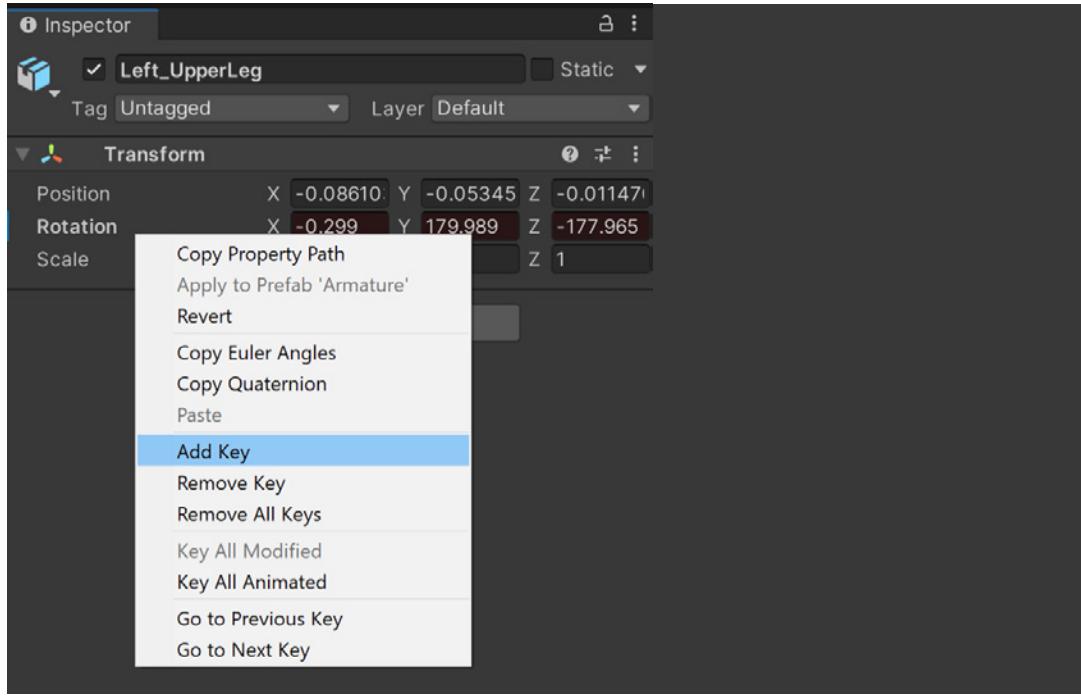 Inspector
Left_UpperLeg Static
Tag Untagged Layer Default
Transform
Position X -0.08610 Y -0.05345 Z -0.01147
Rotation X -0.299 Y 179.989 Z -177.965
Scale Z 1
Copy Property Path
Apply to Prefab 'Armature'
Revert
Copy Euler Angles
Copy Quaternion
Paste
Add Key
Remove Key
Remove All Keys
Key All Modified
Key All Animated
Go to Previous Key
Go to Next Key